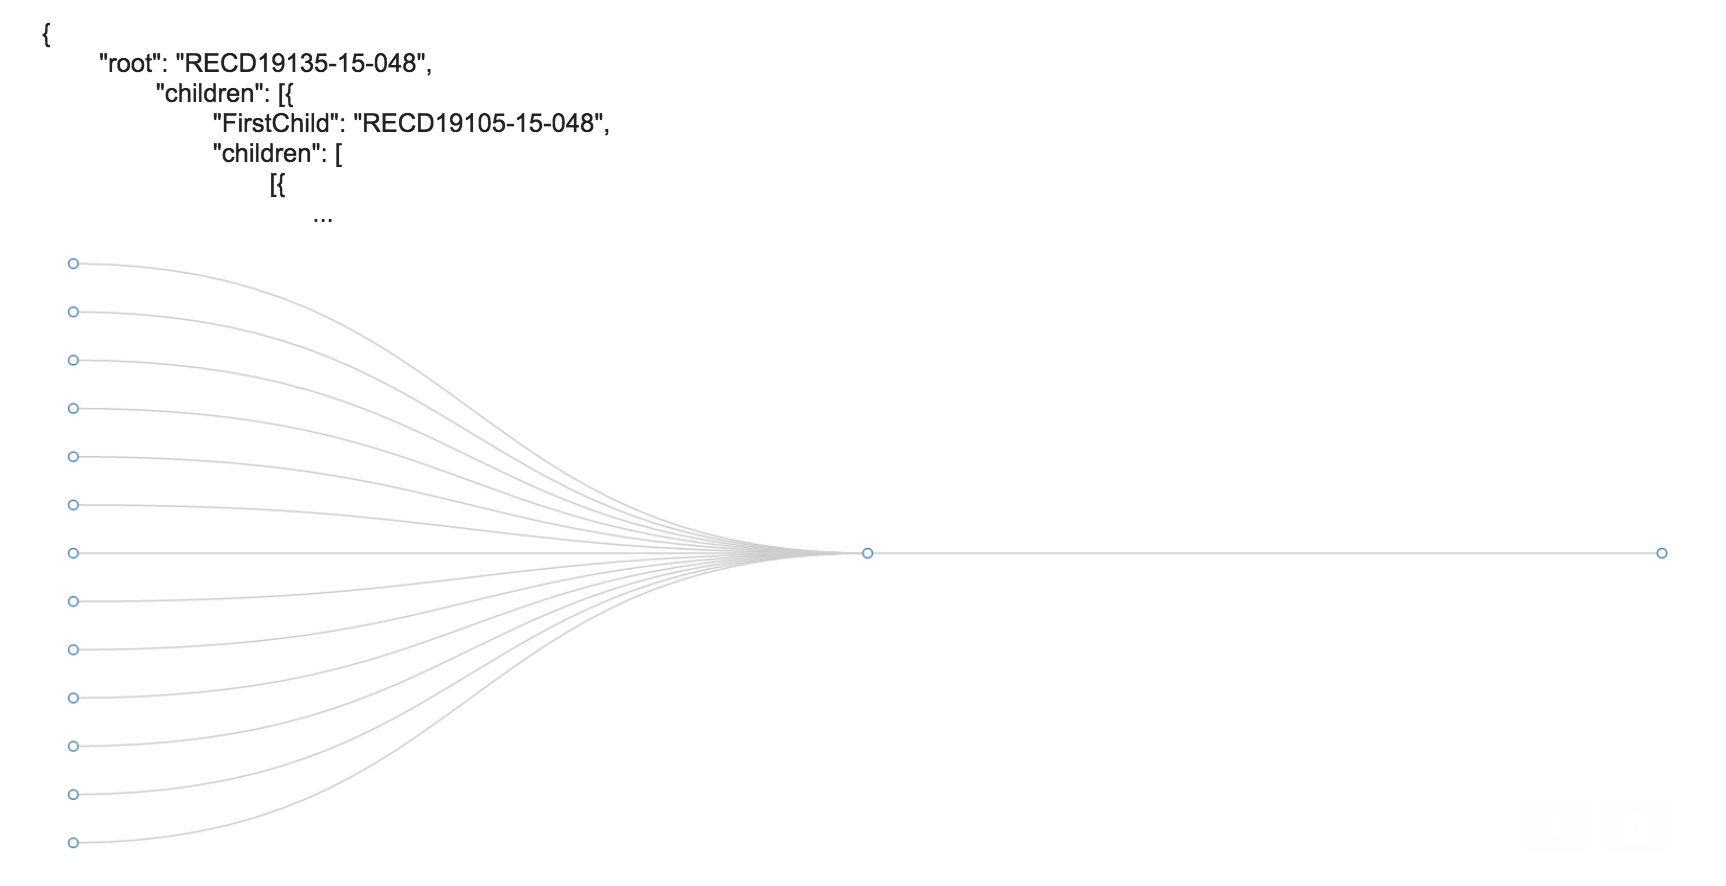 {
"root": "RECD19135-15-048",
"children": [{
"FirstChild": "RECD19105-15-048",
"children": [
[{
...